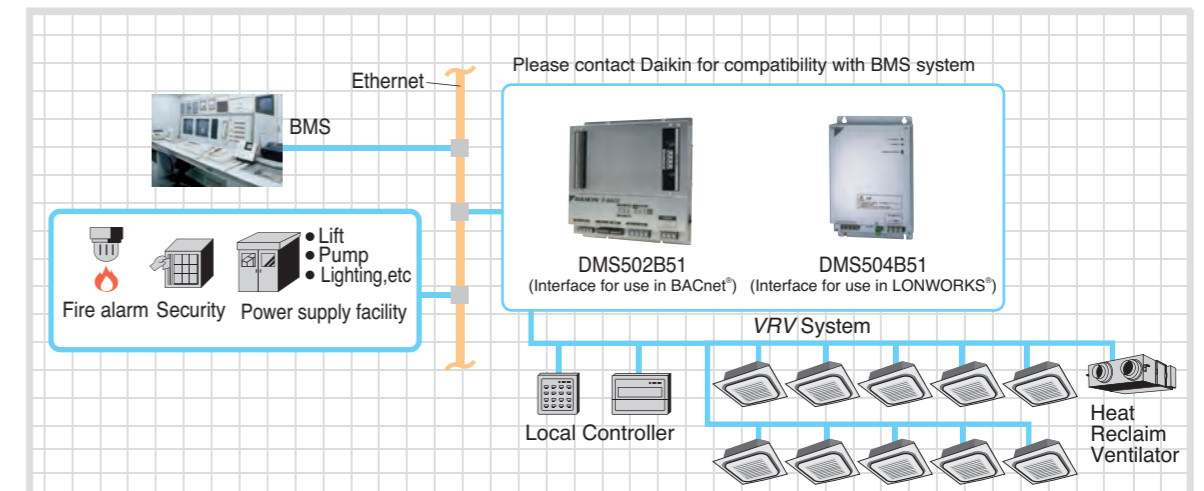 Please contact Daikin for compatibility with BMS system
Ethernet
BMS
DAIKIN
DMS502B51
(Interface for use in BACnet®)
DMS504B51
(Interface for use in LONWORKS®)
• Lift
• Pump
• Lighting,etc
Fire alarm
Security
Power supply facility
VRV System
Local Controller
Heat
Reclaim
Ventilator